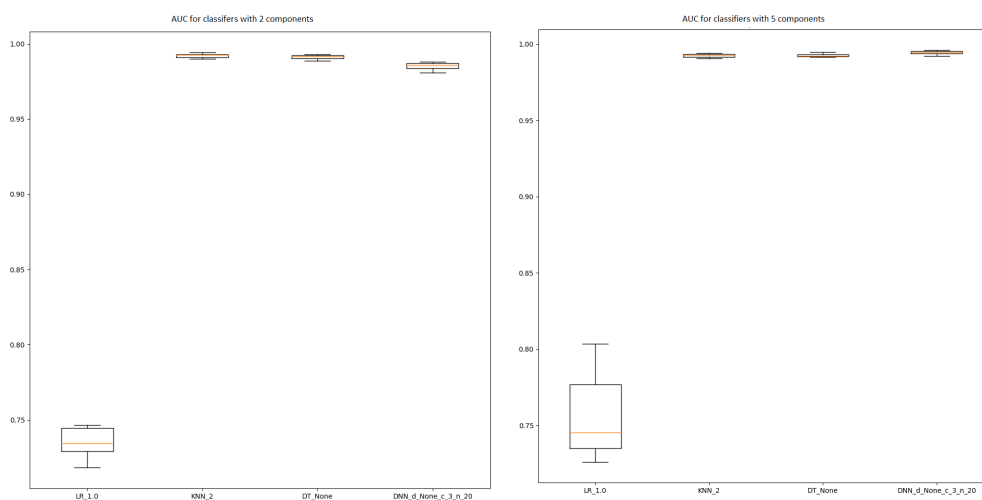 AUC for classifers with 2 components
1.00
0.95
0.90
0.85
0.80
0.75
LR_1.0
KNN_2
DT_None
DNN_d_None_c_3_n_20
AUC for classifiers with 5 components
1.00
0.95
0.90
0.85
0.80
0.75
LR_1.0
KNN_2
DT_None
DNN_d_None_c_3_n_20